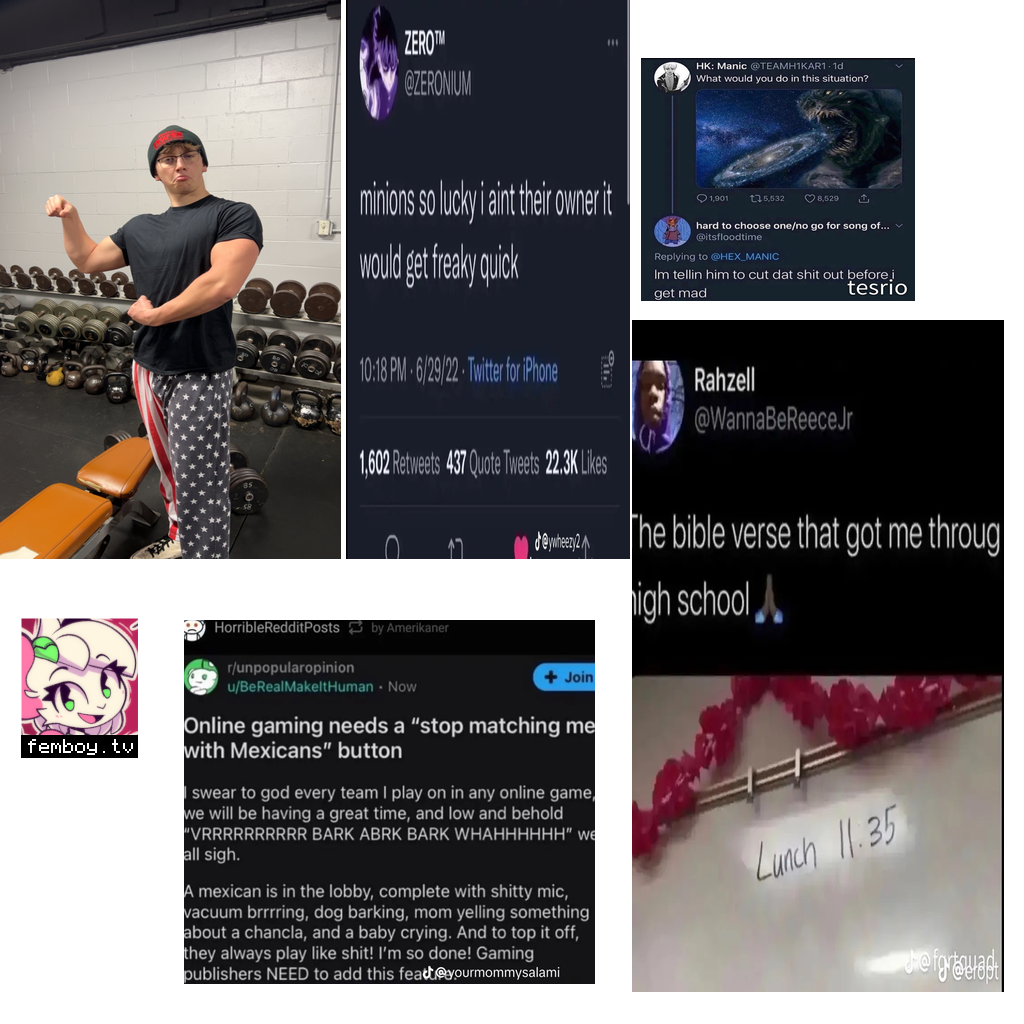 ZERO™
@ZERONIUM
minions so lucky i aint their owner it
would get freaky quick
10:18 PM · 6/29/22 · Twitter for iPhone
1,602 Retweets 437 Quote Tweets 22.3K Likes
@ywheezy2
HK: Manic @TEAMH1KAR1 · 1d
What would you do in this situation?
1,901 5,532 8,529
hard to choose one/no go for song of...
@itsfloodtime
Replying to @HEX_MANIC
Im tellin him to cut dat shit out before i
get mad
tesrio
Rahzell
@WannaBeReeceJr
The bible verse that got me throug
high school🙏🏾
Lunch 11:35
@fortquad
@eropt
femboy.tv
HorribleRedditPosts by Amerikaner
r/unpopularopinion
u/BeRealMakeItHuman • Now
+ Join
Online gaming needs a “stop matching me
with Mexicans” button
I swear to god every team I play on in any online game,
we will be having a great time, and low and behold
“VRRRRRRRRRR BARK ABRK BARK WHAHHHHHH” we
all sigh.
A mexican is in the lobby, complete with shitty mic,
vacuum brrrring, dog barking, mom yelling something
about a chancla, and a baby crying. And to top it off,
they always play like shit! I’m so done! Gaming
publishers NEED to add this feature.
@yourmommysalami